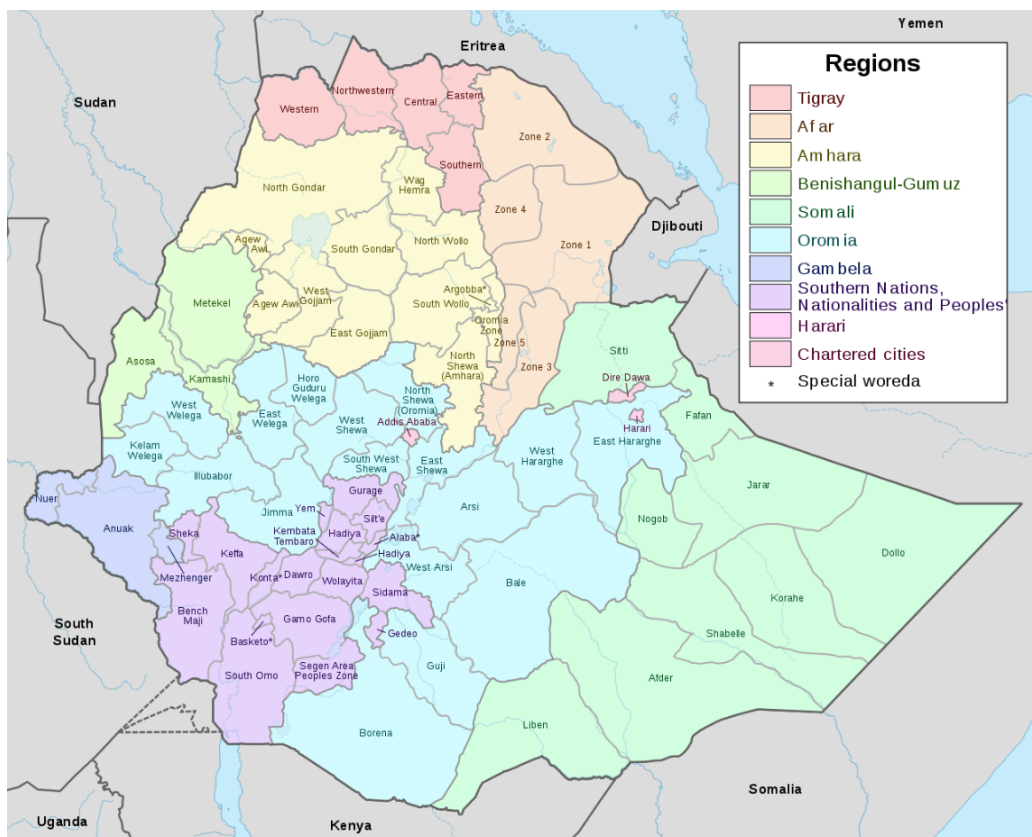 Yemen
Eritrea
Sudan
Regions
Tigray
Afar
Amhara
Benishangul-Gumuz
Somali
Oromia
Gambela
Southern Nations,
Nationalities and Peoples'
Harari
Chartered cities
* Special woreda
Northwestern
Western
Central
Eastern
Southern
Zone 2
Zone 4
Zone 1
Zone 5
Zone 3
Djibouti
North Gondar
Wag
Hemra
South Gondar
North Wollo
Agew
Awi
Agew Awi
West
Gojjam
East Gojjam
Argobba*
South Wollo
Oromia
Zone
North
Shewa
(Amhara)
Metekel
Asosa
Kamashi
Sitti
Dire Dawa
Harari
East Hararghe
Fafan
West
Hararghe
Jarar
Nogob
Dollo
Korahe
Shabelle
Afder
Liben
West
Welega
Kelam
Welega
East
Welega
Horo
Guduru
Welega
West
Shewa
North
Shewa
(Oromia)
Addis Ababa
South West
Shewa
East
Shewa
Illubabor
Jimma
Arsi
West Arsi
Bale
Guji
Borena
Nuer
Anuak
Mezhenger
Sheka
Keffa
Bench
Maji
Yem
Gurage
Silt'e
Hadiya
Kembata
Tembaro
Alaba*
Hadiya
Konta*
Dawro
Wolayita
Sidama
Gamo Gofa
Gedeo
Basketo*
South Omo
Segen Area
Peoples Zone
South
Sudan
Uganda
Kenya
Somalia